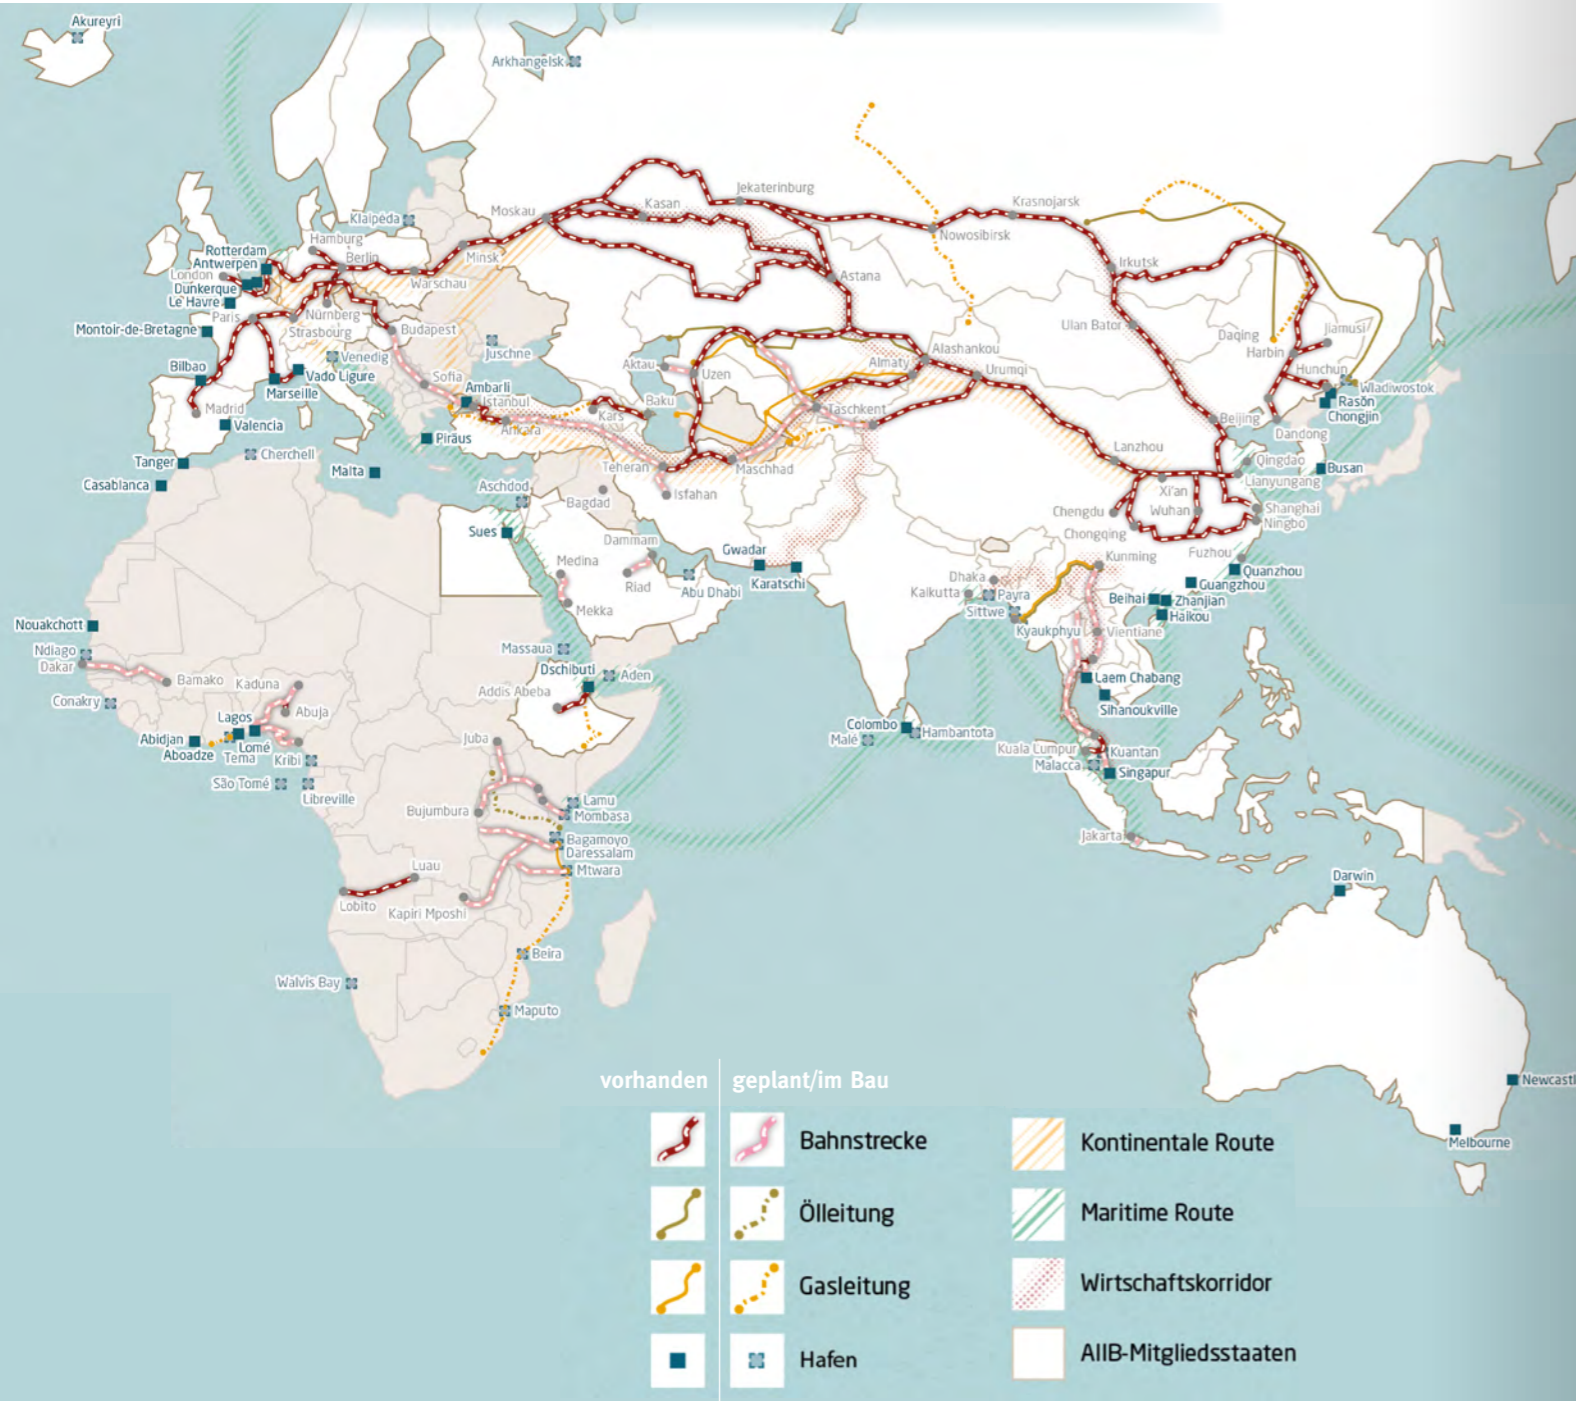 Akureyri
Arkhangelsk
Klaipėda
Moskau
Kasan
Jekaterinburg
Krasnojarsk
Nowosibirsk
Hamburg
Berlin
Minsk
Warschau
Rotterdam
Antwerpen
London
Dunkerque
Le Havre
Paris
Nürnberg
Strasbourg
Budapest
Montoir-de-Bretagne
Juschne
Venedig
Vado Ligure
Bilbao
Marseille
Sofia
Madrid
Valencia
Ambarli
Istanbul
Ankara
Kars
Baku
Aktau
Uzen
Astana
Irkutsk
Ulan Bator
Daqing
Jiamusi
Harbin
Hunchun
Wladiwostok
Rasŏn
Chongjin
Almaty
Alashankou
Urumqi
Taschkent
Beijing
Dandong
Tanger
Casablanca
Cherchell
Malta
Piräus
Teheran
Maschhad
Isfahan
Lanzhou
Qingdao
Lianyungang
Busan
Xi'an
Aschdod
Bagdad
Sues
Chengdu
Wuhan
Chongqing
Shanghai
Ningbo
Dammam
Medina
Riad
Mekka
Abu Dhabi
Gwadar
Karatschi
Kunming
Fuzhou
Quanzhou
Guangzhou
Dhaka
Kalkutta
Payra
Sittwe
Kyaukphyu
Beihai
Zhanjian
Haikou
Vientiane
Nouakchott
Ndiago
Dakar
Bamako
Kaduna
Abuja
Conakry
Massaua
Dschibuti
Aden
Addis Abeba
Laem Chabang
Sihanoukville
Lagos
Abidjan
Aboadze
Lomé
Tema
Kribi
São Tomé
Libreville
Juba
Colombo
Malé
Hambantota
Kuala Lumpur
Kuantan
Malacca
Singapur
Bujumbura
Lamu
Mombasa
Bagamoyo
Daressalam
Mtwara
Jakarta
Luau
Lobito
Kapiri Mposhi
Darwin
Beira
Walvis Bay
Maputo
Newcastl
Melbourne
vorhanden
geplant/im Bau
Bahnstrecke
Kontinentale Route
Ölleitung
Maritime Route
Gasleitung
Wirtschaftskorridor
Hafen
AIIB-Mitgliedsstaaten